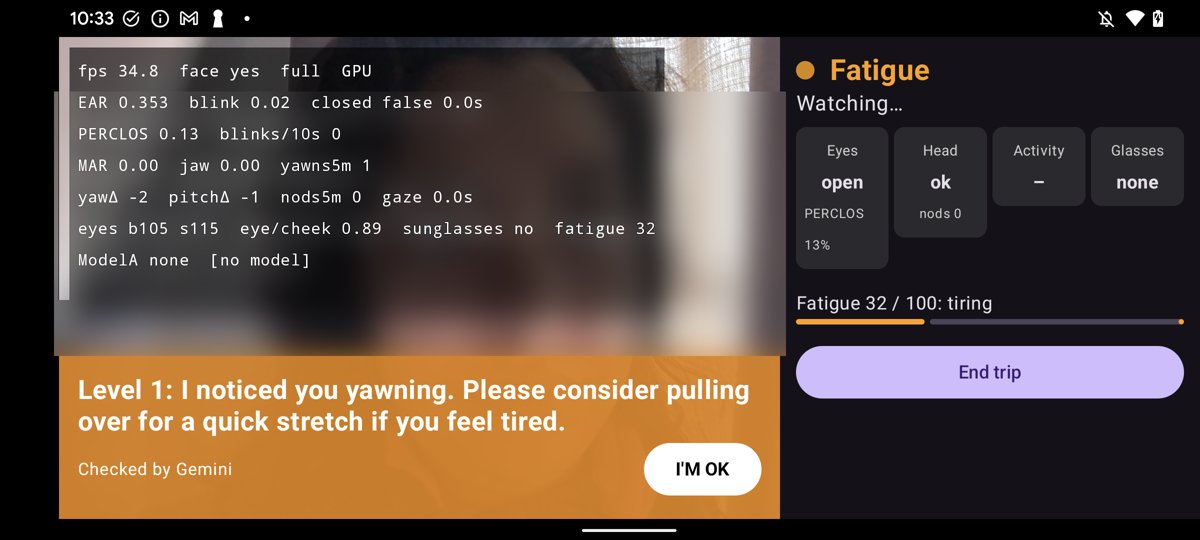 10:33
fps 34.8 face yes full GPU
EAR 0.353 blink 0.02 closed false 0.0s
PERCLOS 0.13 blinks/10s 0
MAR 0.00 jaw 0.00 yawns5m 1
yawΔ -2 pitchΔ -1 nods5m 0 gaze 0.0s
eyes b105 s115 eye/cheek 0.89 sunglasses no fatigue 32
ModelA none [no model]
Level 1: I noticed you yawning. Please consider pulling
over for a quick stretch if you feel tired.
Checked by Gemini
I'M OK
Fatigue
Watching…
Eyes
open
PERCLOS
13%
Head
ok
nods 0
Activity
–
Glasses
none
Fatigue 32 / 100: tiring
End trip